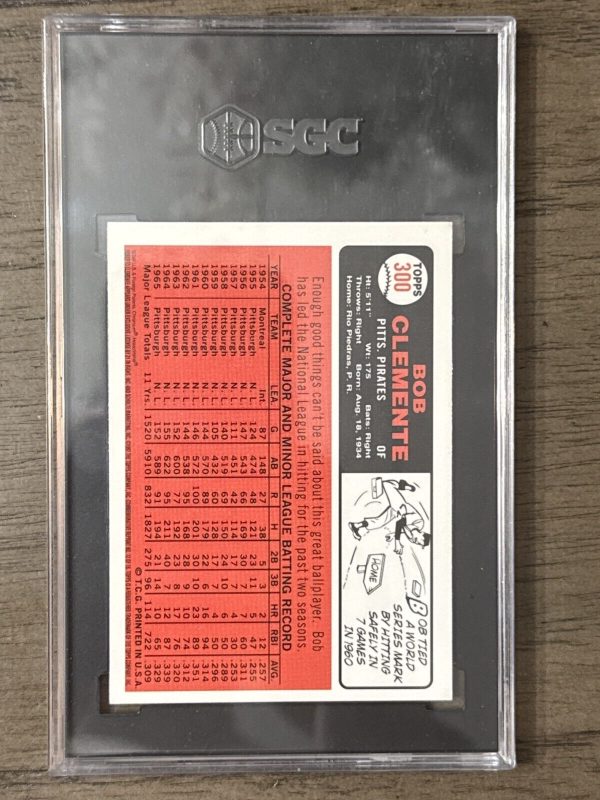 SGC
TOPPS
300
BOB
CLEMENTE
OF
PITTS. PIRATES
Ht: 5'11" Wt: 175 Bats: Right
Throws: Right Born: Aug. 18, 1934
Home: Rio Piedras, P. R.
HOME
BOB TIED
A WORLD
SERIES MARK
BY HITTING
SAFELY IN
7 GAMES
IN 1960
Enough good things can't be said about this great ballplayer. Bob
has led the National League in hitting for the past two seasons.
COMPLETE MAJOR AND MINOR LEAGUE BATTING RECORD
YEAR TEAM LEA. G AB R H 2B 3B HR RBI AVG.
1954 Montreal Int. 87 148 27 38 5 3 2 12 .257
1955 Pittsburgh N. L. 124 474 48 121 23 11 5 47 .255
1956 Pittsburgh N. L. 147 543 66 169 30 7 7 60 .311
1957 Pittsburgh N. L. 111 451 42 114 17 7 4 30 .253
1958 Pittsburgh N. L. 140 519 69 150 24 10 6 50 .289
1959 Pittsburgh N. L. 105 432 60 128 17 7 4 50 .296
1960 Pittsburgh N. L. 144 570 89 179 22 6 16 94 .314
1961 Pittsburgh N. L. 146 572 100 201 30 10 23 89 .351
1962 Pittsburgh N. L. 144 538 95 168 28 9 10 74 .312
1963 Pittsburgh N. L. 152 600 77 192 23 8 17 76 .320
1964 Pittsburgh N. L. 155 622 95 211 40 7 12 87 .339
1965 Pittsburgh N. L. 152 589 91 194 21 14 10 65 .329
Major League Totals 11 Yrs. 1520 5910 832 1827 275 96 114 722 .309
© T.C.G. PRINTED IN U.S.A.